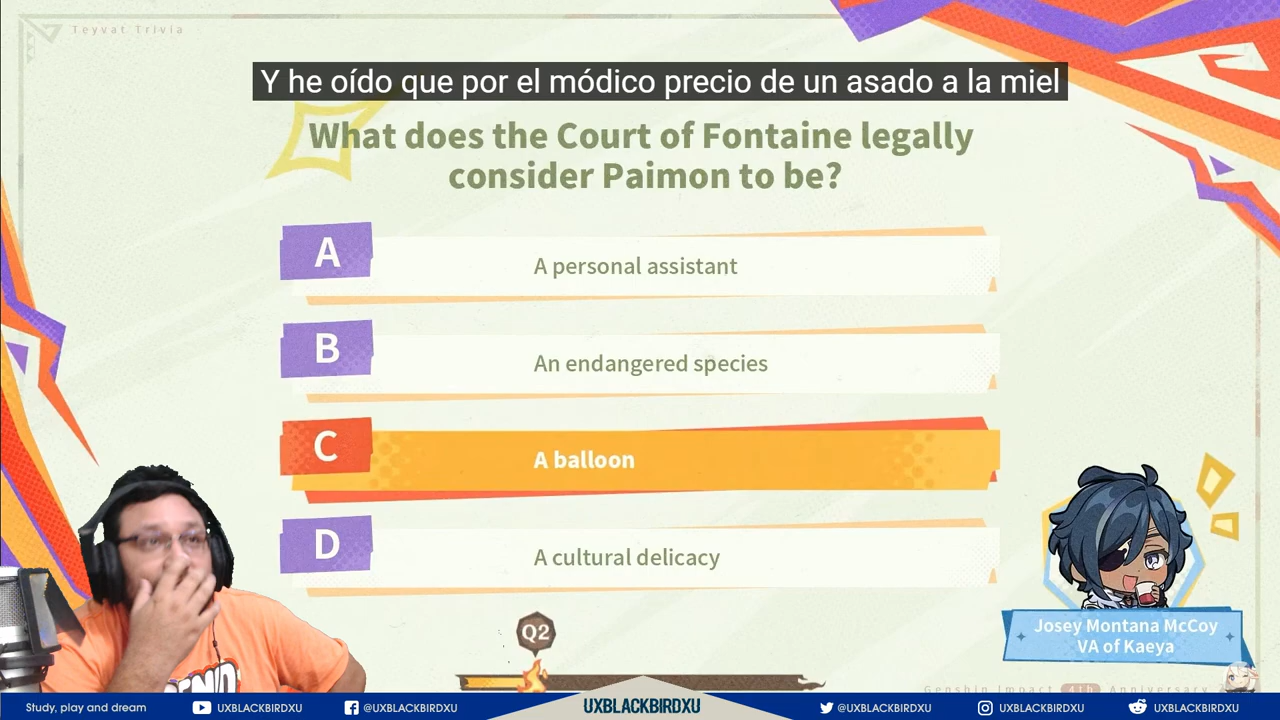 Teyvat Trivia
Y he oído que por el módico precio de un asado a la miel
What does the Court of Fontaine legally
consider Paimon to be?
A
A personal assistant
B
An endangered species
C
A balloon
D
A cultural delicacy
Q2
Josey Montana McCoy
VA of Kaeya
Genshin Impact 4th Anniversary
Study, play and dream
UXBLACKBIRDXU
@UXBLACKBIRDXU
UXBLACKBIRDXU
@UXBLACKBIRDXU
UXBLACKBIRDXU
UXBLACKBIRDXU